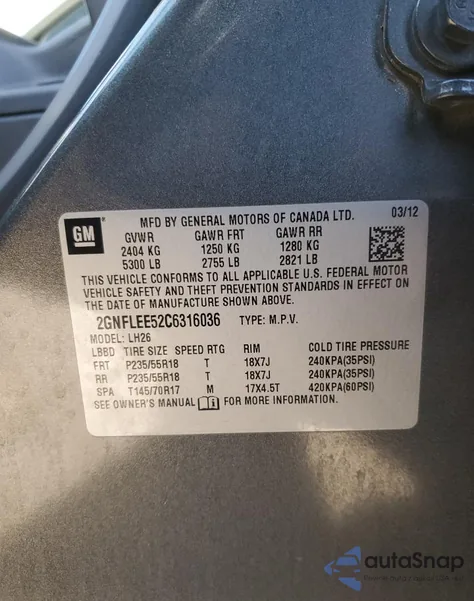 GM
MFD BY GENERAL MOTORS OF CANADA LTD. 03/12
GVWR GAWR FRT GAWR RR
2404 KG 1250 KG 1280 KG
5300 LB 2755 LB 2821 LB
THIS VEHICLE CONFORMS TO ALL APPLICABLE U.S. FEDERAL MOTOR
VEHICLE SAFETY AND THEFT PREVENTION STANDARDS IN EFFECT ON
THE DATE OF MANUFACTURE SHOWN ABOVE.
2GNFLEE52C6316036 TYPE: M.P.V.
MODEL: LH26
LBBD TIRE SIZE SPEED RTG RIM COLD TIRE PRESSURE
FRT P235/55R18 T 18X7J 240KPA(35PSI)
RR P235/55R18 T 18X7J 240KPA(35PSI)
SPA T145/70R17 M 17X4.5T 420KPA(60PSI)
SEE OWNER'S MANUAL FOR MORE INFORMATION
autoSnap